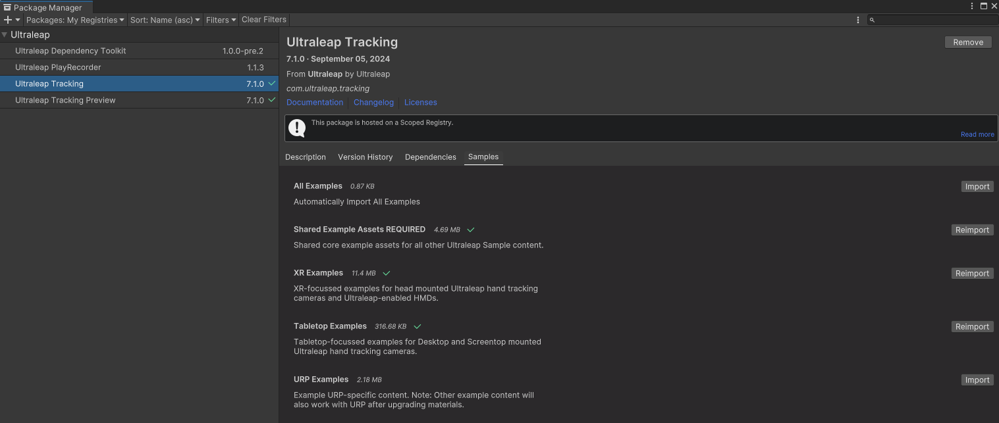 Package Manager
Packages: My Registries
Sort: Name (asc)
Filters
Clear Filters
Ultraleap
Ultraleap Dependency Toolkit 1.0.0-pre.2
Ultraleap PlayRecorder 1.1.3
Ultraleap Tracking 7.1.0
Ultraleap Tracking Preview 7.1.0
Ultraleap Tracking
Remove
7.1.0 · September 05, 2024
From Ultraleap by Ultraleap
com.ultraleap.tracking
Documentation Changelog Licenses
This package is hosted on a Scoped Registry.
Read more
Description Version History Dependencies Samples
All Examples 0.87 KB
Import
Automatically Import All Examples
Shared Example Assets REQUIRED 4.69 MB
Reimport
Shared core example assets for all other Ultraleap Sample content.
XR Examples 11.4 MB
Reimport
XR-focussed examples for head mounted Ultraleap hand tracking
cameras and Ultraleap-enabled HMDs.
Tabletop Examples 316.68 KB
Reimport
Tabletop-focussed examples for Desktop and Screentop mounted
Ultraleap hand tracking cameras.
URP Examples 2.18 MB
Import
Example URP-specific content. Note: Other example content will
also work with URP after upgrading materials.